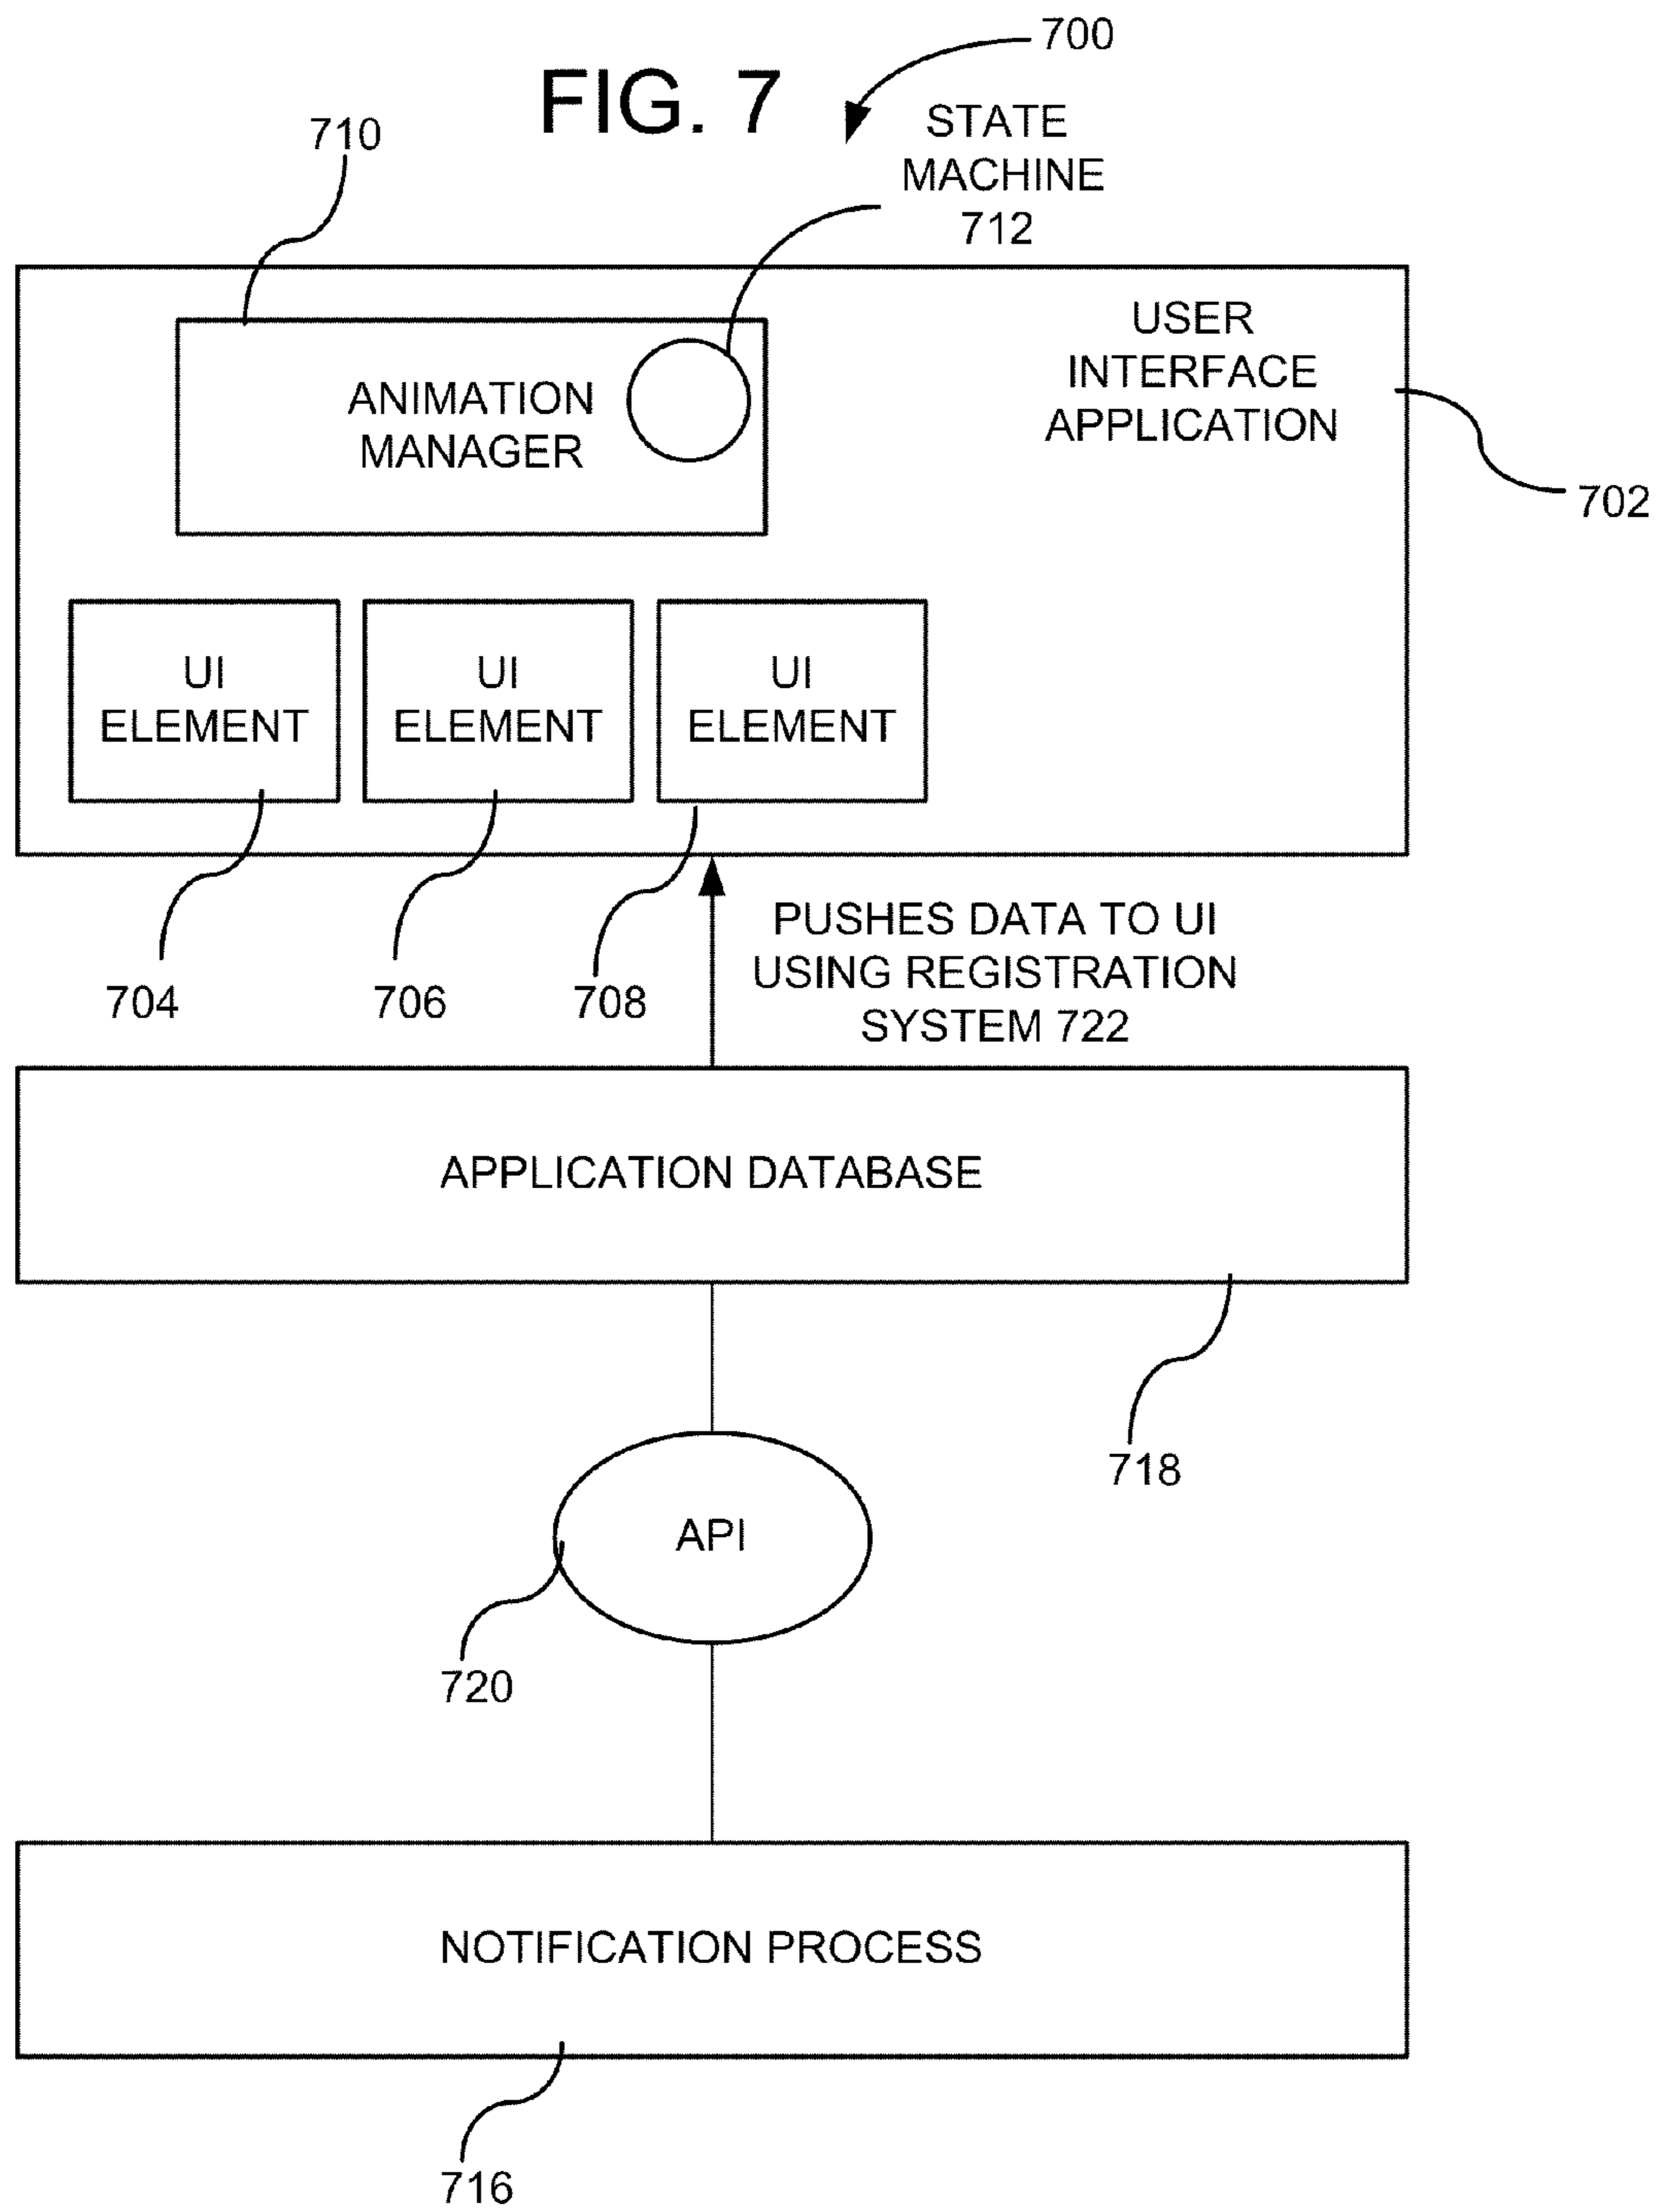 700
FIG. 7
710
STATE
MACHINE
712
USER
INTERFACE
APPLICATION
702
ANIMATION
MANAGER
UI
ELEMENT
UI
ELEMENT
UI
ELEMENT
704
706
708
PUSHES DATA TO UI
USING REGISTRATION
SYSTEM 722
APPLICATION DATABASE
718
API
720
NOTIFICATION PROCESS
716